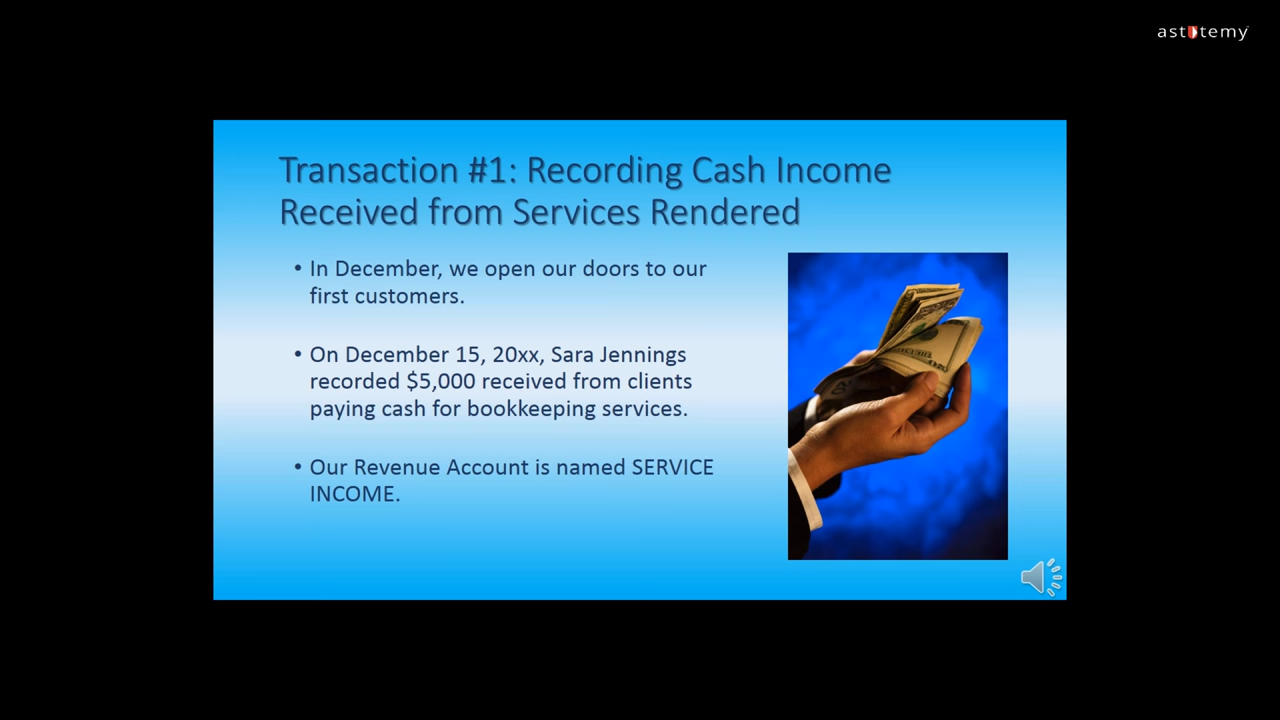 astutemy
Transaction #1: Recording Cash Income
Received from Services Rendered
• In December, we open our doors to our
first customers.
• On December 15, 20xx, Sara Jennings
recorded $5,000 received from clients
paying cash for bookkeeping services.
• Our Revenue Account is named SERVICE
INCOME.